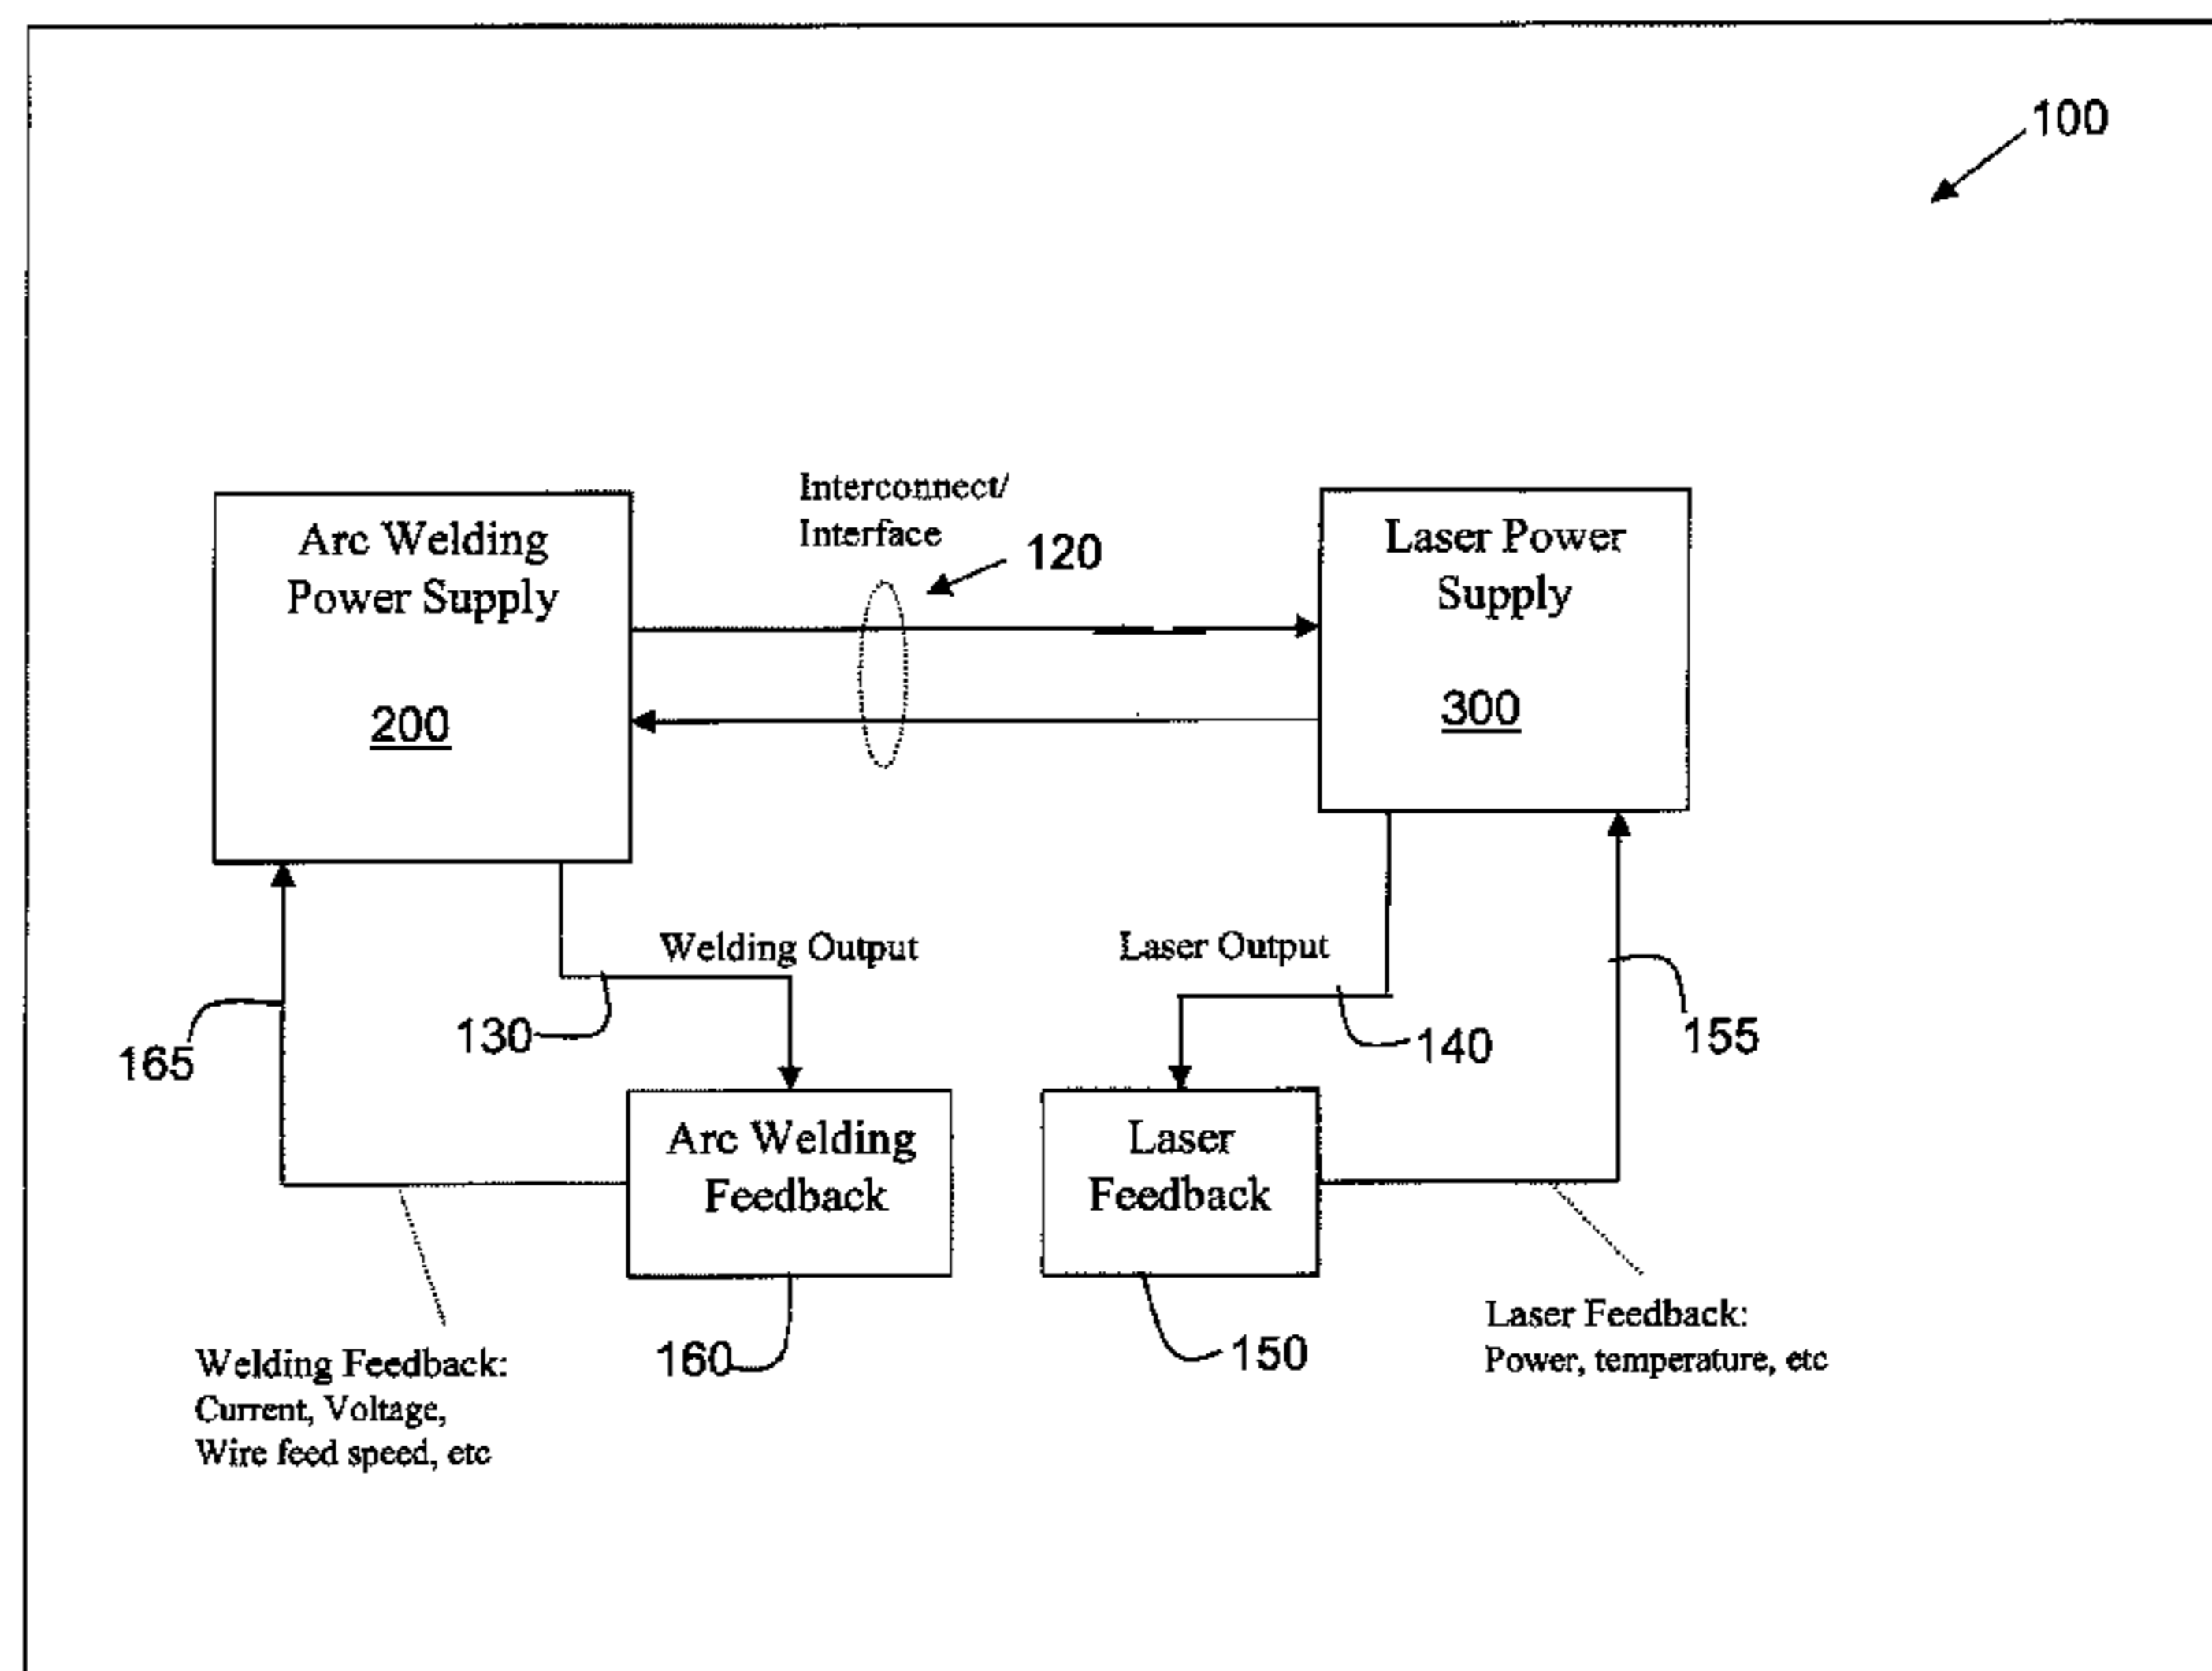 100
Interconnect/
Interface
120
Arc Welding
Power Supply
200
Laser Power
Supply
300
Welding Output
Laser Output
165
130
140
155
Arc Welding
Feedback
Laser
Feedback
160
150
Welding Feedback:
Current, Voltage,
Wire feed speed, etc
Laser Feedback:
Power, temperature, etc